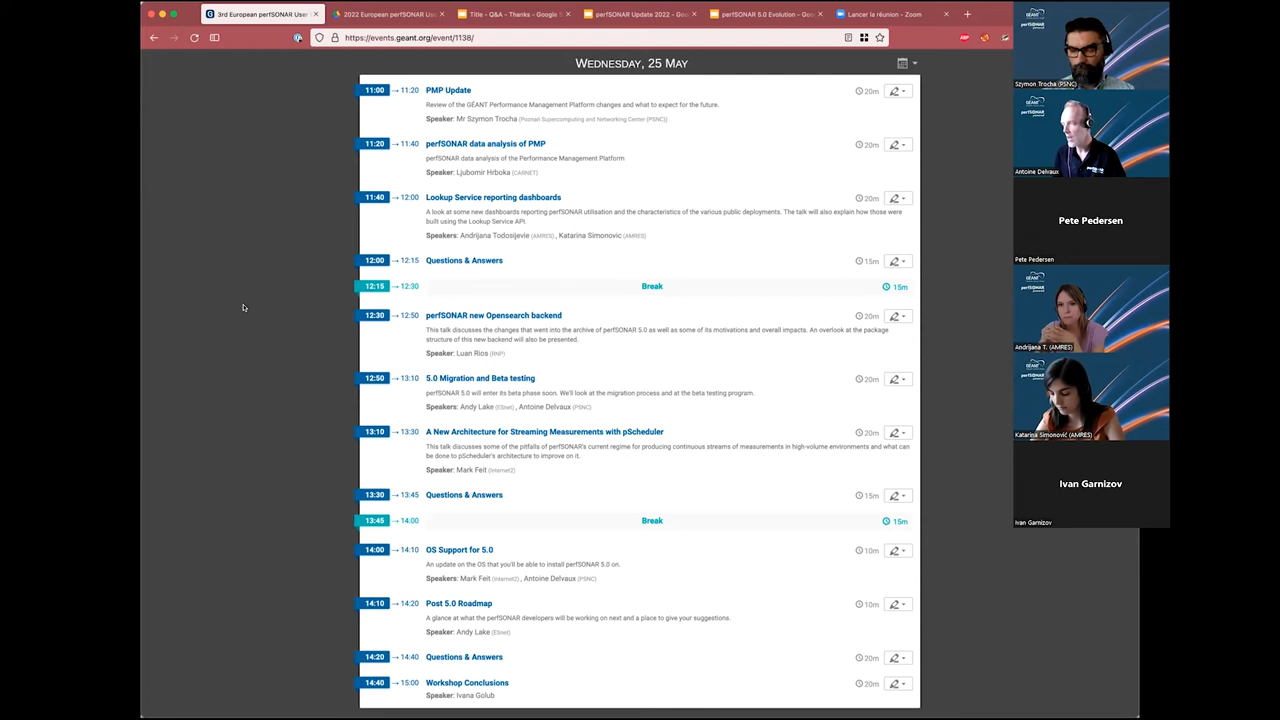 3rd European perfSONAR User
2022 European perfSONAR Us
Title - Q&A - Thanks - Google S
perfSONAR Update 2022 - Goo
perfSONAR 5.0 Evolution - Goog
Lancer la réunion - Zoom
https://events.geant.org/event/1138/
WEDNESDAY, 25 MAY
11:00 → 11:20 PMP Update 20m
Review of the GÉANT Performance Management Platform changes and what to expect for the future.
Speaker: Mr Szymon Trocha (Poznań Supercomputing and Networking Center (PSNC))
11:20 → 11:40 perfSONAR data analysis of PMP 20m
perfSONAR data analysis of the Performance Management Platform
Speaker: Ljubomir Hrboka (CARNET)
11:40 → 12:00 Lookup Service reporting dashboards 20m
A look at some new dashboards reporting perfSONAR utilisation and the characteristics of the various public deployments. The talk will also explain how those were
built using the Lookup Service API.
Speakers: Andrijana Todosijevie (AMRES) , Katarina Simonovic (AMRES)
12:00 → 12:15 Questions & Answers 15m
12:15 → 12:30 Break 15m
12:30 → 12:50 perfSONAR new Opensearch backend 20m
This talk discusses the changes that went into the archive of perfSONAR 5.0 as well as some of its motivations and overall impacts. An overlook at the package
structure of this new backend will also be presented.
Speaker: Luan Rios (RNP)
12:50 → 13:10 5.0 Migration and Beta testing 20m
perfSONAR 5.0 will enter its beta phase soon. We'll look at the migration process and at the beta testing program.
Speakers: Andy Lake (ESnet) , Antoine Delvaux (PSNC)
13:10 → 13:30 A New Architecture for Streaming Measurements with pScheduler 20m
This talk discusses some of the pitfalls of perfSONAR's current regime for producing continuous streams of measurements in high-volume environments and what can
be done to pScheduler's architecture to improve on it.
Speaker: Mark Feit (Internet2)
13:30 → 13:45 Questions & Answers 15m
13:45 → 14:00 Break 15m
14:00 → 14:10 OS Support for 5.0 10m
An update on the OS that you'll be able to install perfSONAR 5.0 on.
Speakers: Mark Feit (Internet2) , Antoine Delvaux (PSNC)
14:10 → 14:20 Post 5.0 Roadmap 10m
A glance at what the perfSONAR developers will be working on next and a place to give your suggestions.
Speaker: Andy Lake (ESnet)
14:20 → 14:40 Questions & Answers 20m
14:40 → 15:00 Workshop Conclusions 20m
Speaker: Ivana Golub
GÉANT
perfSONAR
Szymon Trocha (PSNC)
GÉANT
perfSONAR
Antoine Delvaux
Pete Pedersen
Pete Pedersen
GÉANT
perfSONAR
Andrijana T. (AMRES)
GÉANT
perfSONAR
Katarina Simonović (AMRES)
Ivan Garnizov
Ivan Garnizov